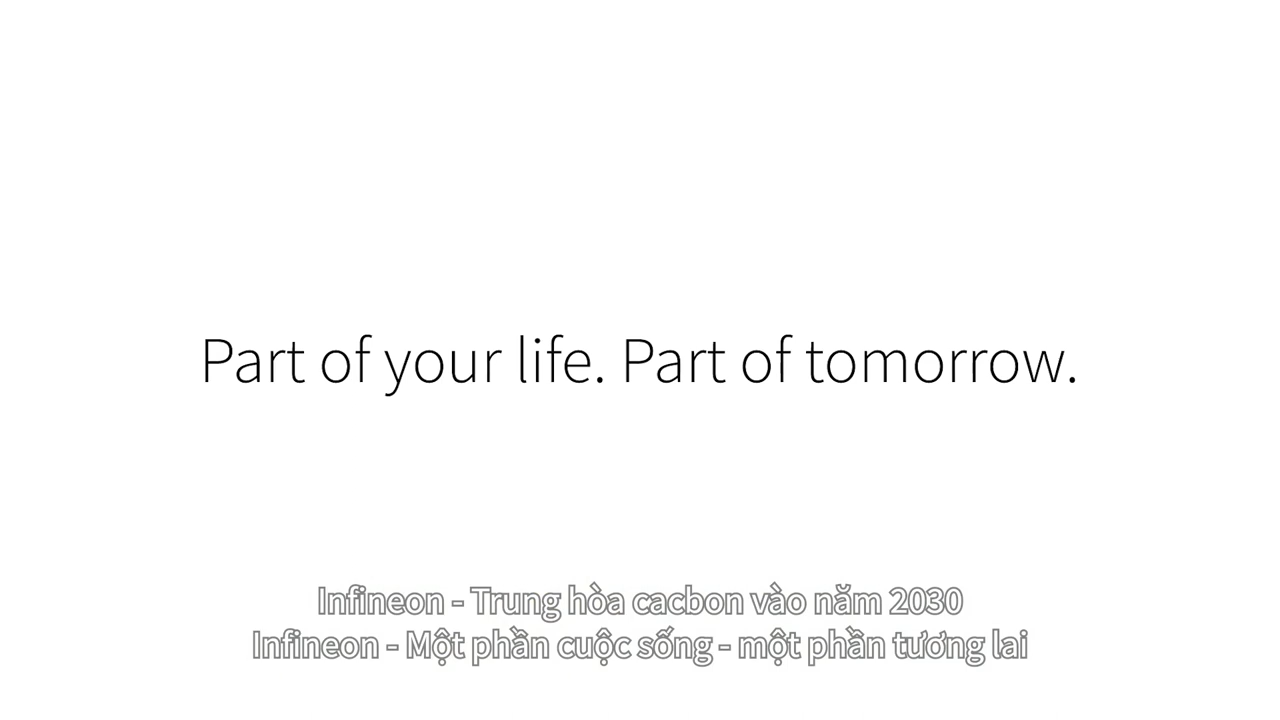 Part of your life. Part of tomorrow.
Infineon - Trung hòa cacbon vào năm 2030
Infineon - Một phần cuộc sống - một phần tương lai